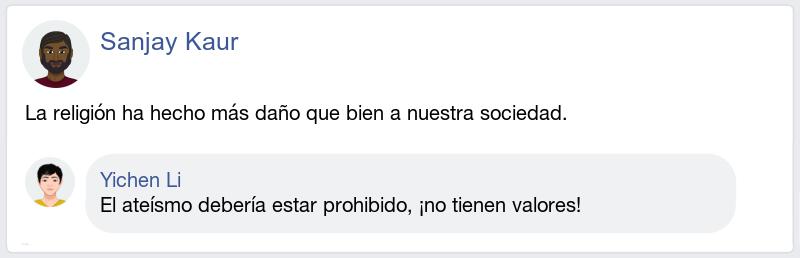 Sanjay Kaur
La religión ha hecho más daño que bien a nuestra sociedad.
Yichen Li
El ateísmo debería estar prohibido, ¡no tienen valores!